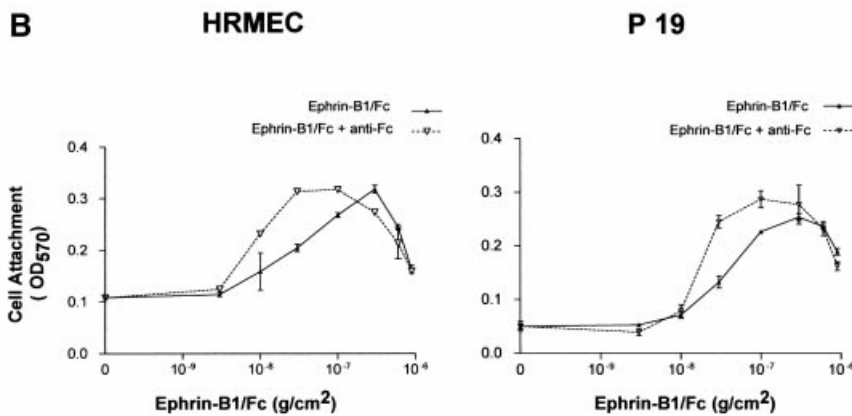 B
HRMEC
P 19
Ephrin-B1/Fc
Ephrin-B1/Fc + anti-Fc
Ephrin-B1/Fc
Ephrin-B1/Fc + anti-Fc
Cell Attachment
( OD570)
0.4
0.3
0.2
0.1
0.0
0
10-9
10-8
10-7
10-6
Ephrin-B1/Fc (g/cm2)
0.4
0.3
0.2
0.1
0.0
0
10-9
10-8
10-7
10-6
Ephrin-B1/Fc (g/cm2)